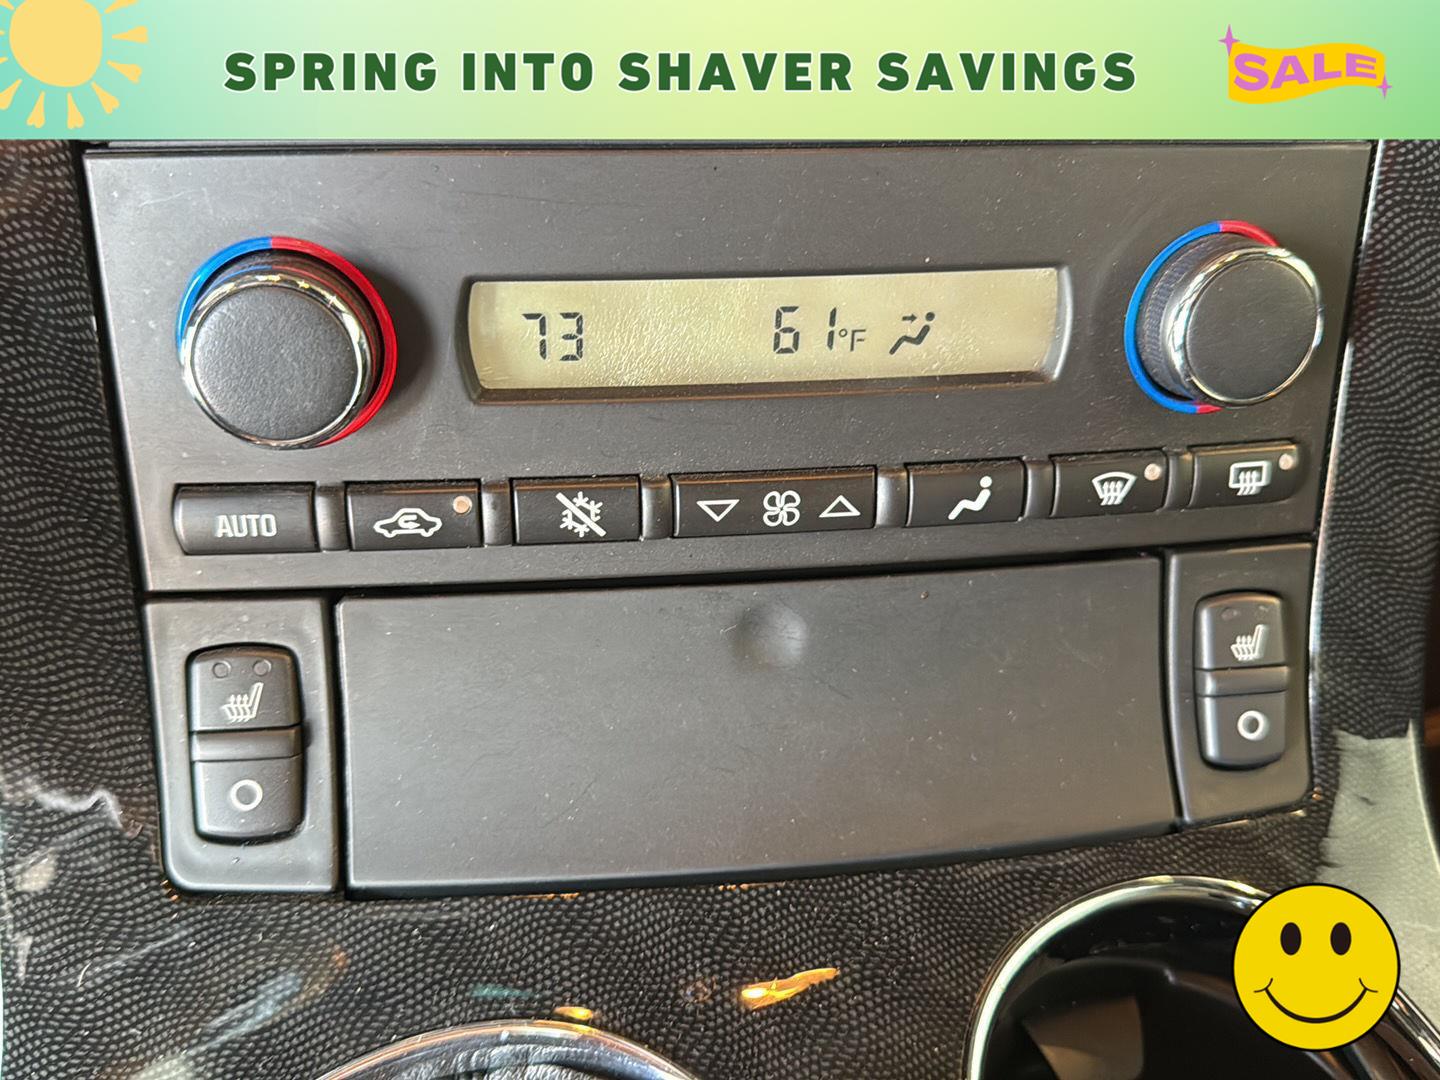 SPRING INTO SHAVER SAVINGS
SALE
73 61°F
AUTO